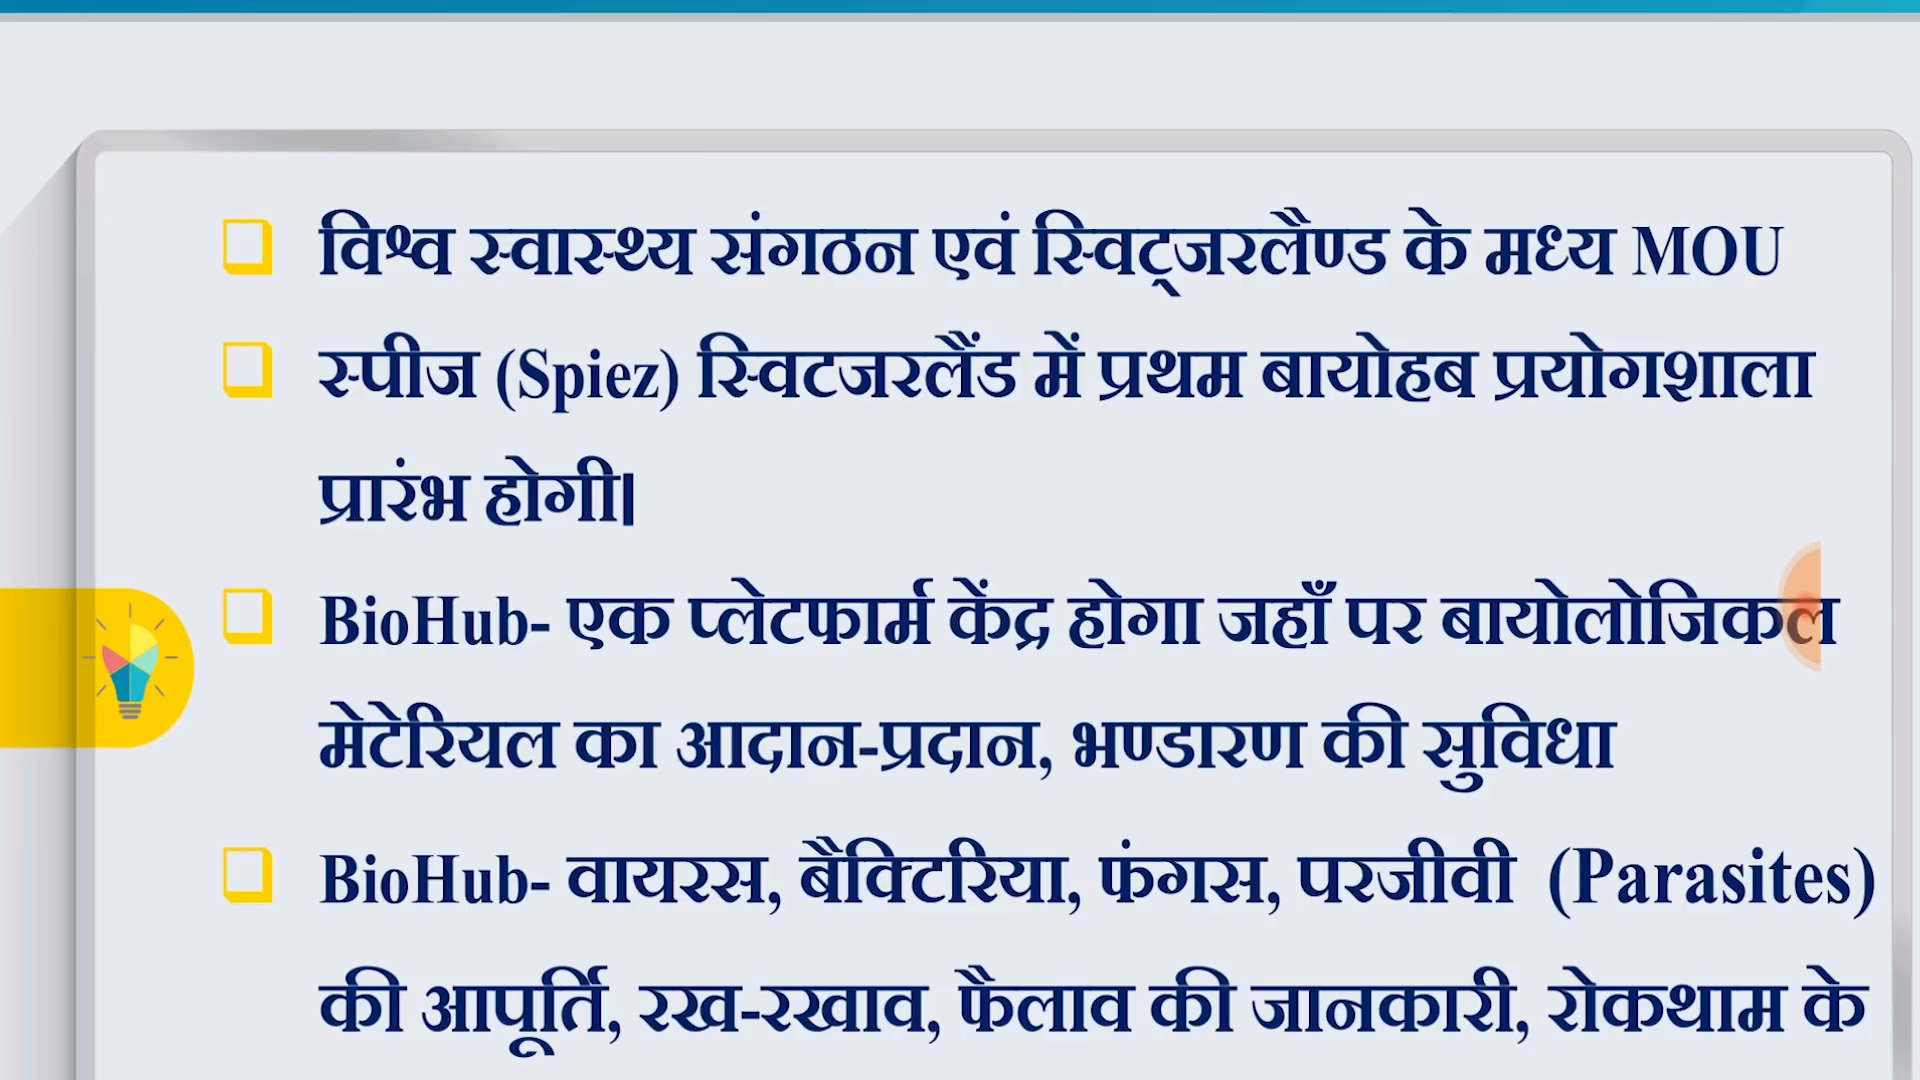 विश्व स्वास्थ्य संगठन एवं स्विट्जरलैण्ड के मध्य MOU
स्पीज (Spiez) स्विटजरलैंड में प्रथम बायोहब प्रयोगशाला
प्रारंभ होगी।
BioHub- एक प्लेटफार्म केंद्र होगा जहाँ पर बायोलोजिकल
मेटेरियल का आदान-प्रदान, भण्डारण की सुविधा
BioHub- वायरस, बैक्टिरिया, फंगस, परजीवी (Parasites)
की आपूर्ति, रख-रखाव, फैलाव की जानकारी, रोकथाम के